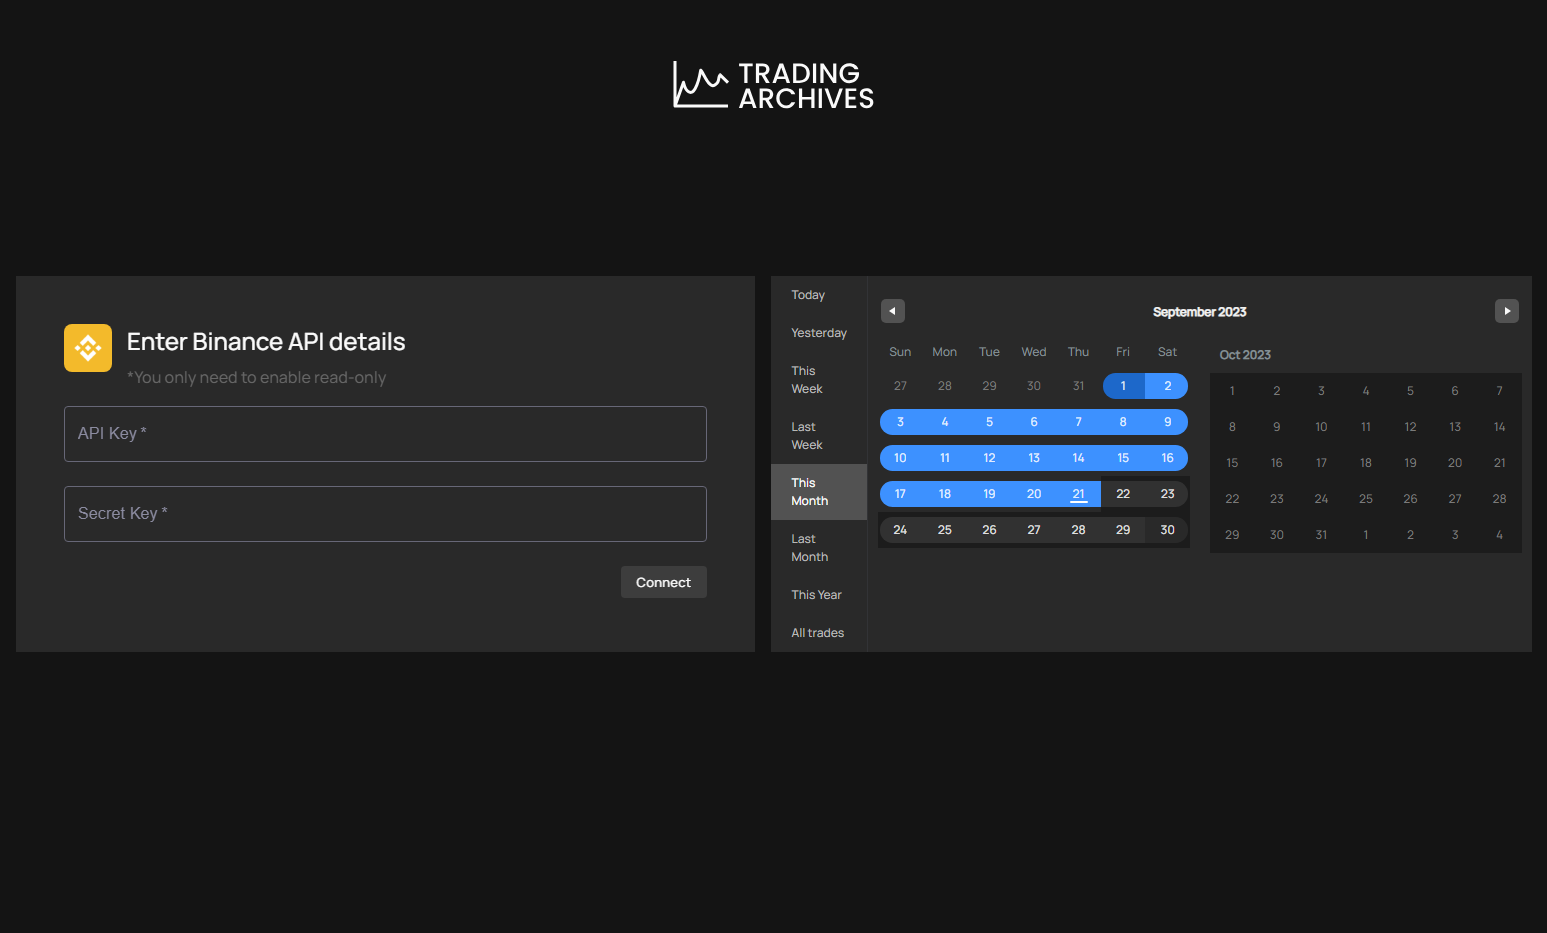 TRADING
ARCHIVES
Enter Binance API details
*You only need to enable read-only
API Key *
Secret Key *
Connect
Today
Yesterday
This
Week
Last
Week
This
Month
Last
Month
This Year
All trades
September 2023
Sun Mon Tue Wed Thu Fri Sat
27 28 29 30 31 1 2
3 4 5 6 7 8 9
10 11 12 13 14 15 16
17 18 19 20 21 22 23
24 25 26 27 28 29 30
Oct 2023
1 2 3 4 5 6 7
8 9 10 11 12 13 14
15 16 17 18 19 20 21
22 23 24 25 26 27 28
29 30 31 1 2 3 4